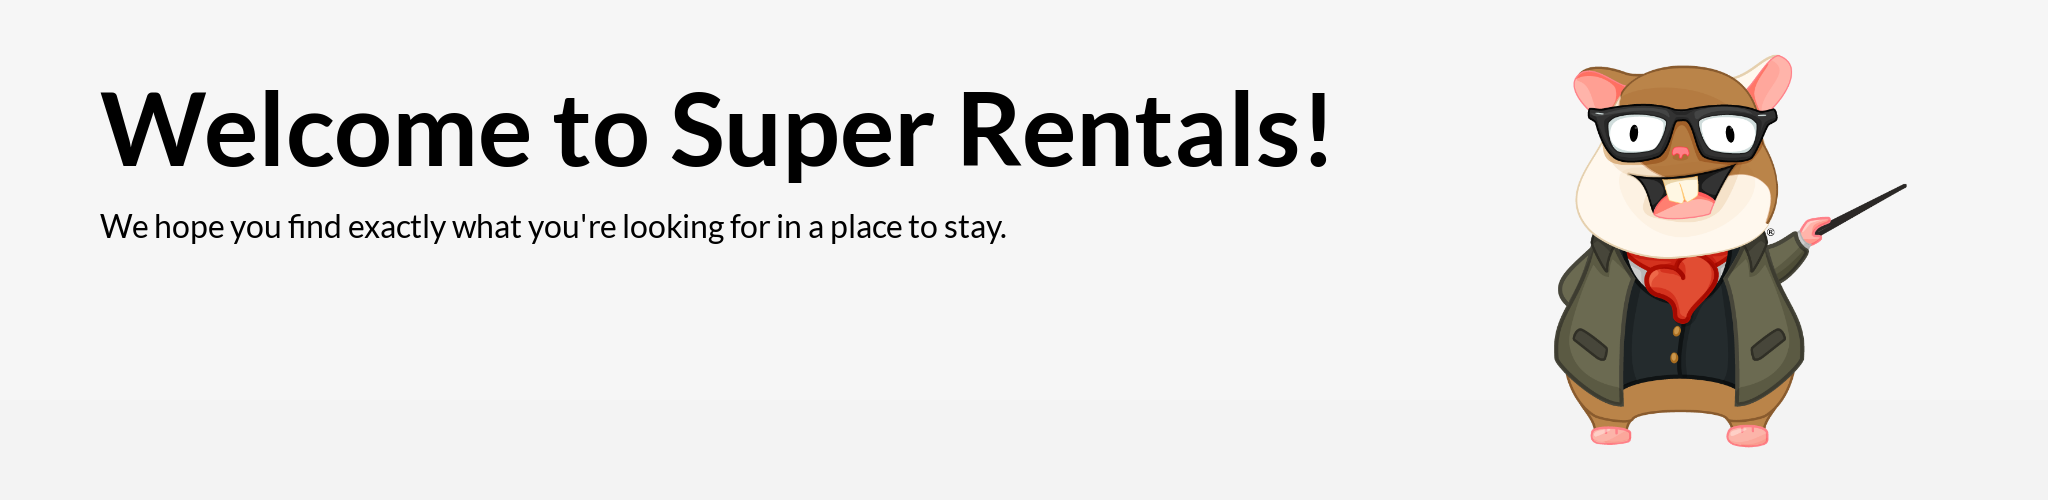 Welcome to Super Rentals!
We hope you find exactly what you're looking for in a place to stay.
®